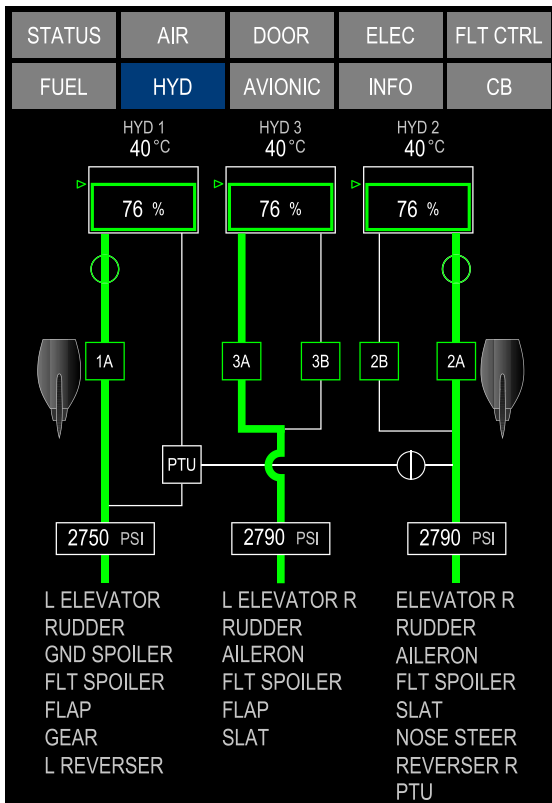 STATUS AIR DOOR ELEC FLT CTRL
FUEL HYD AVIONIC INFO CB
HYD 1 HYD 3 HYD 2
40 °C 40 °C 40 °C
76 % 76 % 76 %
1A 3A 3B 2B 2A
PTU
2750 PSI 2790 PSI 2790 PSI
L ELEVATOR L ELEVATOR R ELEVATOR R
RUDDER RUDDER RUDDER
GND SPOILER AILERON AILERON
FLT SPOILER FLT SPOILER FLT SPOILER
FLAP FLAP SLAT
GEAR SLAT NOSE STEER
L REVERSER REVERSER R
PTU